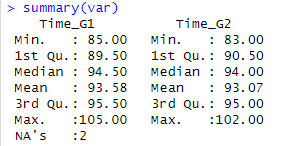 > summary(var)
    Time_G1          Time_G2
 Min.   : 85.00   Min.   : 83.00
 1st Qu.: 89.50   1st Qu.: 90.50
 Median : 94.50   Median : 94.00
 Mean   : 93.58   Mean   : 93.07
 3rd Qu.: 95.50   3rd Qu.: 95.00
 Max.   :105.00   Max.   :102.00
 NA's   :2